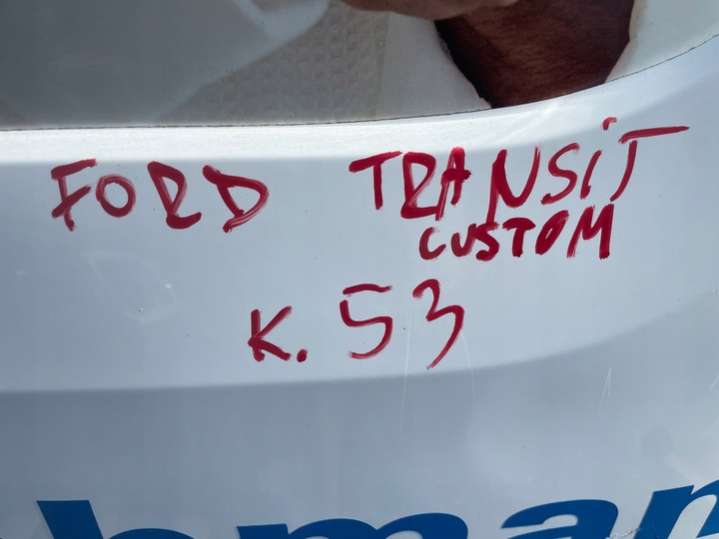 FORD TRANSiT
CUSTOM
K. 53